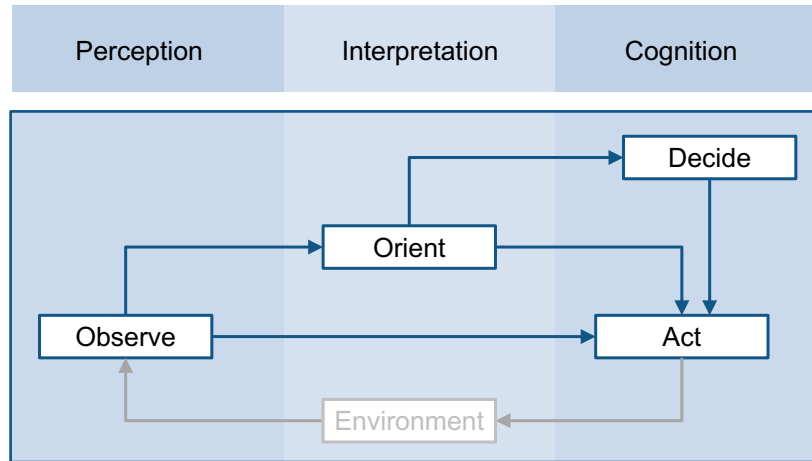 Perception
Interpretation
Cognition
Decide
Orient
Observe
Act
Environment